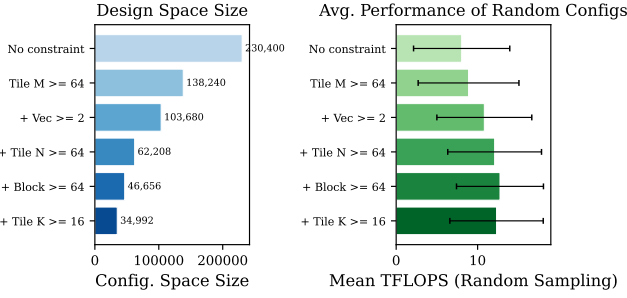 Design Space Size
No constraint
230,400
Tile M >= 64
138,240
+ Vec >= 2
103,680
+ Tile N >= 64
62,208
+ Block >= 64
46,656
+ Tile K >= 16
34,992
0
100000
200000
Config. Space Size
Avg. Performance of Random Configs
No constraint
Tile M >= 64
+ Vec >= 2
+ Tile N >= 64
+ Block >= 64
+ Tile K >= 16
0
10
Mean TFLOPS (Random Sampling)